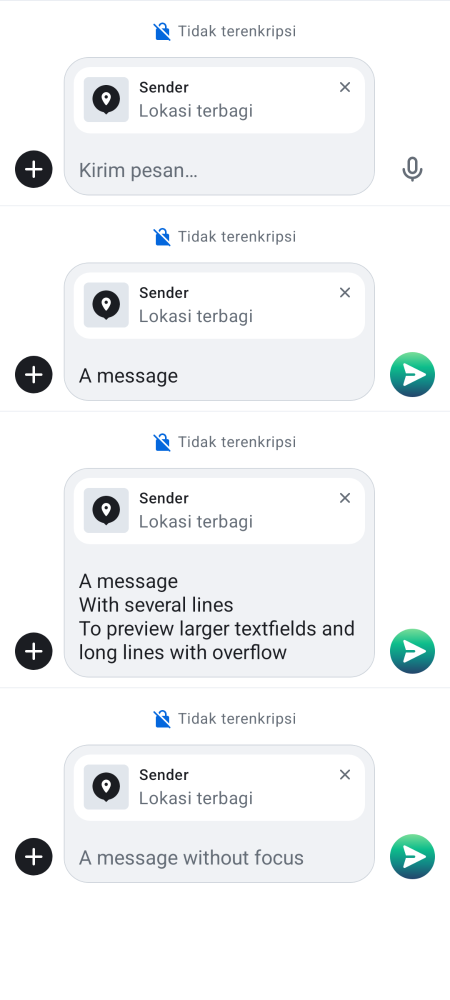 Tidak terenkripsi
Sender
Lokasi terbagi
Kirim pesan…
Tidak terenkripsi
Sender
Lokasi terbagi
A message
Tidak terenkripsi
Sender
Lokasi terbagi
A message
With several lines
To preview larger textfields and
long lines with overflow
Tidak terenkripsi
Sender
Lokasi terbagi
A message without focus